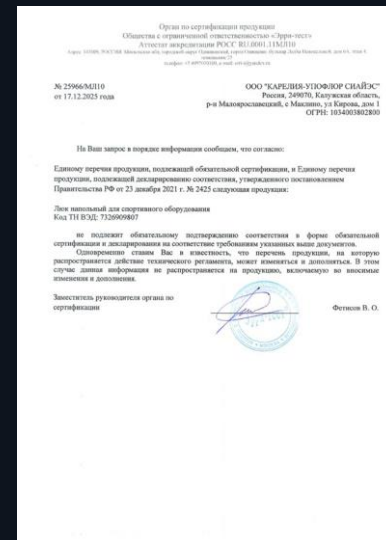 Орган по сертификации продукции
Общества с ограниченной ответственностью «Эрри-тест»
Аттестат аккредитации РОСС RU.0001.11МЛ10
№ 25966/МЛ10
от 17.12.2025 года
ООО "КАРЕЛИЯ-УПОФЛОР СИАЙЭС"
Россия, 249070, Калужская область,
р-н Малоярославецкий, с Маклино, ул Кирова, дом 1
ОГРН: 1034003802800
На Ваш запрос в порядке информации сообщаем, что согласно:
Единому перечня продукции, подлежащей обязательной сертификации, и Единому перечня
продукции, подлежащей декларированию соответствия, утвержденного постановлением
Правительства РФ от 23 декабря 2021 г. № 2425 следующая продукция:
Люк напольный для спортивного оборудования
Код ТН ВЭД: 7326909807
не подлежит обязательному подтверждению соответствия в форме обязательной
сертификации и декларирования на соответствие требованиям указанных выше документов.
Одновременно ставим Вас в известность, что перечень продукции, на которую
распространяется действие технического регламента, может изменяться и дополняться. В этом
случае данная информация не распространяется на продукцию, включаемую во вносимые
изменения и дополнения.
Заместитель руководителя органа по
сертификации
Фетисов В. О.